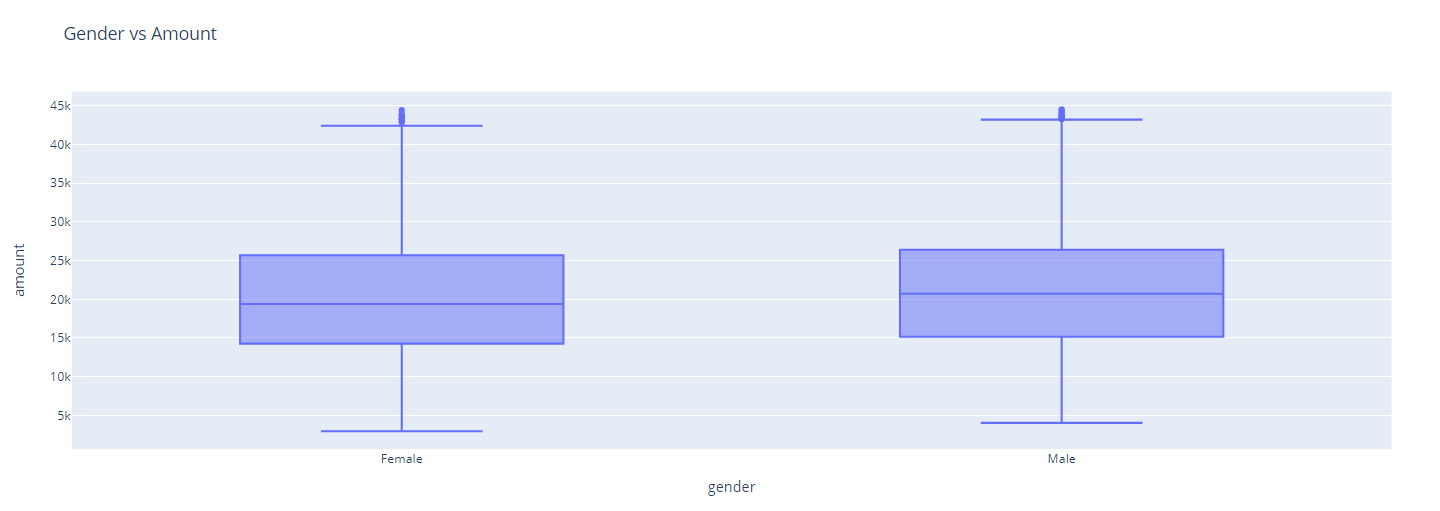 Gender vs Amount
45k
40k
35k
30k
25k
20k
15k
10k
5k
amount
Female
Male
gender